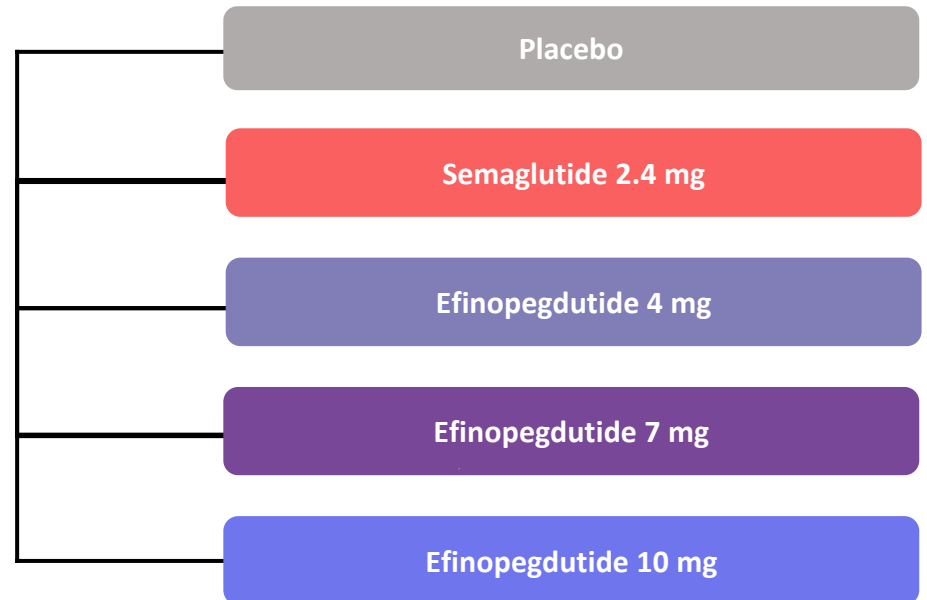 Placebo
Semaglutide 2.4 mg
Efinopegdutide 4 mg
Efinopegdutide 7 mg
Efinopegdutide 10 mg